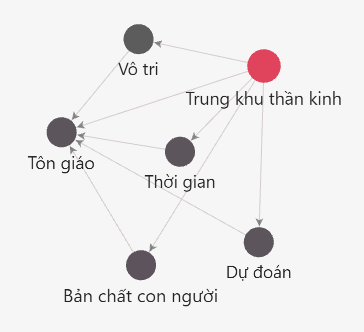 Vô tri
Trung khu thần kinh
Tôn giáo
Thời gian
Dự đoán
Bản chất con người